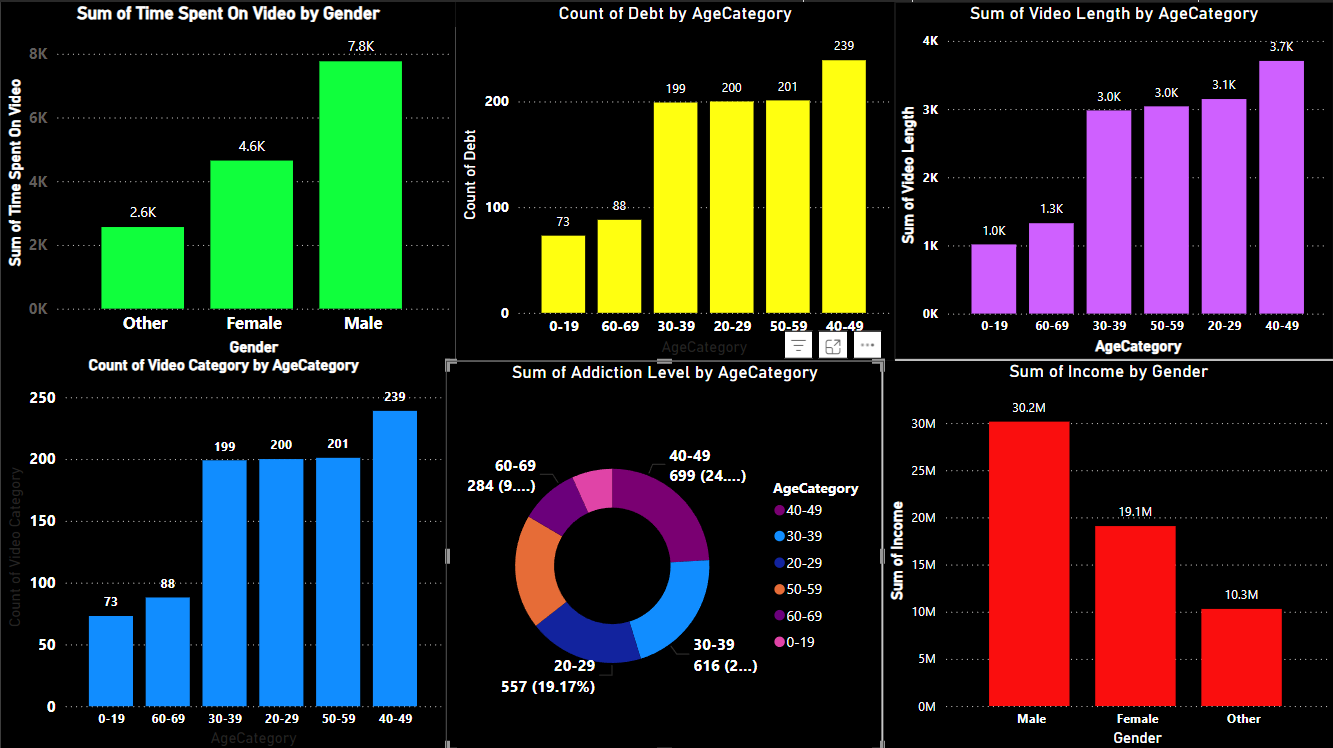 Sum of Time Spent On Video by Gender
Sum of Time Spent On Video
8K
6K
4K
2K
0K
2.6K
4.6K
7.8K
Other
Female
Male
Gender
Count of Debt by AgeCategory
Count of Debt
200
100
0
73
88
199
200
201
239
0-19
60-69
30-39
20-29
50-59
40-49
AgeCategory
Sum of Video Length by AgeCategory
Sum of Video Length
4K
3K
2K
1K
0K
1.0K
1.3K
3.0K
3.0K
3.1K
3.7K
0-19
60-69
30-39
50-59
20-29
40-49
AgeCategory
Count of Video Category by AgeCategory
Count of Video Category
250
200
150
100
50
0
73
88
199
200
201
239
0-19
60-69
30-39
20-29
50-59
40-49
AgeCategory
Sum of Addiction Level by AgeCategory
40-49
699 (24....)
30-39
616 (2...)
20-29
557 (19.17%)
60-69
284 (9....)
AgeCategory
40-49
30-39
20-29
50-59
60-69
0-19
Sum of Income by Gender
Sum of Income
30M
25M
20M
15M
10M
5M
0M
30.2M
19.1M
10.3M
Male
Female
Other
Gender